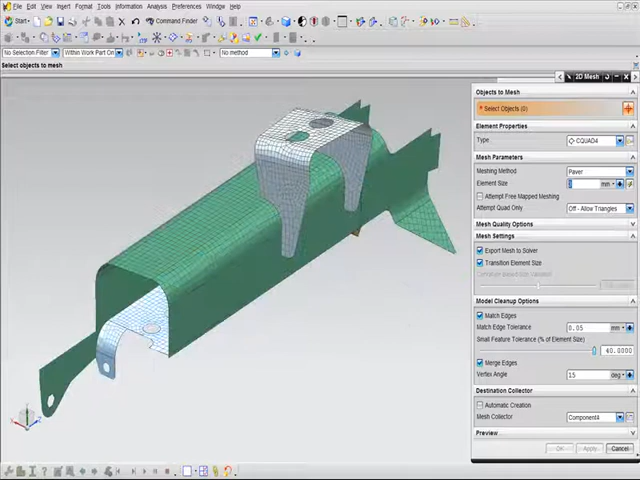 Start
File Edit View Format Insert Tools Information Analysis Preferences Window Help
Command Finder
No Selection Filter Within Work Part On No method
Select objects to mesh
2D Mesh
Objects to Mesh
* Select Objects (0)
Element Properties
Type CQUAD4
Mesh Parameters
Meshing Method Paver
Element Size mm
Attempt Free Mapped Meshing
Attempt Quad Only Off - Allow Triangles
Mesh Quality Options
Mesh Settings
Export Mesh to Solver
Transition Element Size
Model Cleanup Options
Match Edges
Match Edge Tolerance 0.05 mm
Small Feature Tolerance (% of Element Size)
40.0000
Merge Edges
Vertex Angle 15 deg
Destination Collector
Automatic Creation
Mesh Collector Component4
Preview
OK Apply Cancel